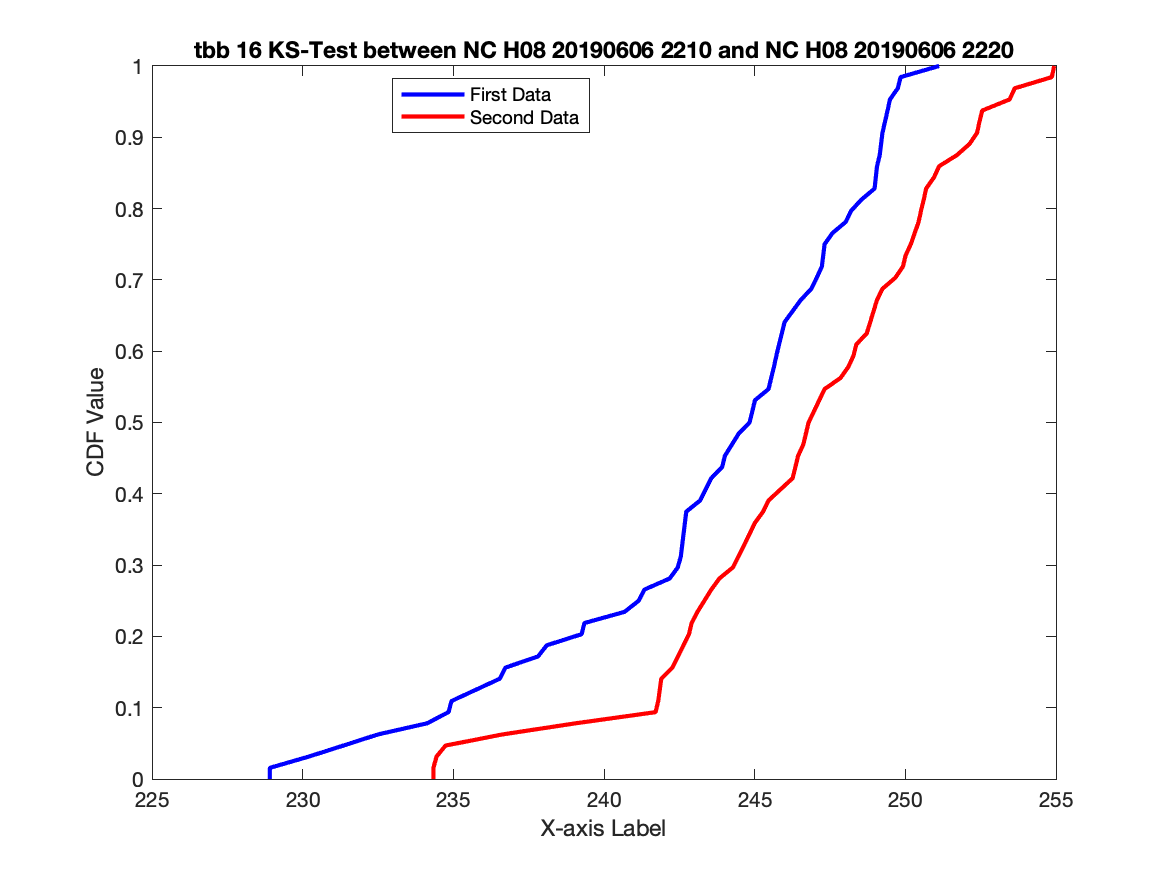 tbb 16 KS-Test between NC H08 20190606 2210 and NC H08 20190606 2220
First Data
Second Data
CDF Value
1
0.9
0.8
0.7
0.6
0.5
0.4
0.3
0.2
0.1
0
225 230 235 240 245 250 255
X-axis Label